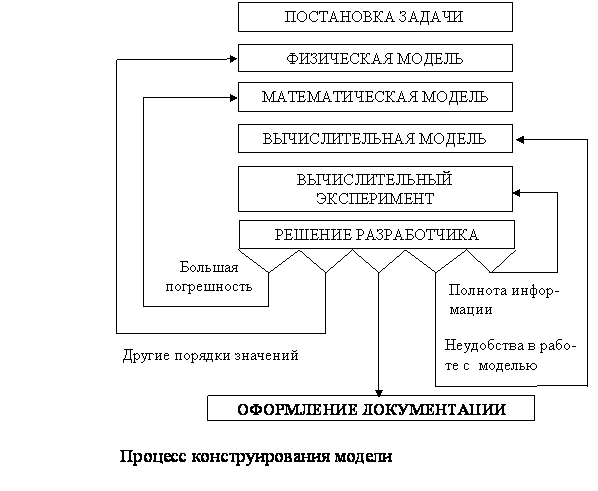 ПОСТАНОВКА ЗАДАЧИ
ФИЗИЧЕСКАЯ МОДЕЛЬ
МАТЕМАТИЧЕСКАЯ МОДЕЛЬ
ВЫЧИСЛИТЕЛЬНАЯ МОДЕЛЬ
ВЫЧИСЛИТЕЛЬНЫЙ
ЭКСПЕРИМЕНТ
РЕШЕНИЕ РАЗРАБОТЧИКА
Большая
погрешность
Полнота инфор-
мации
Другие порядки значений
Неудобства в рабо-
те с моделью
ОФОРМЛЕНИЕ ДОКУМЕНТАЦИИ
Процесс конструирования модели